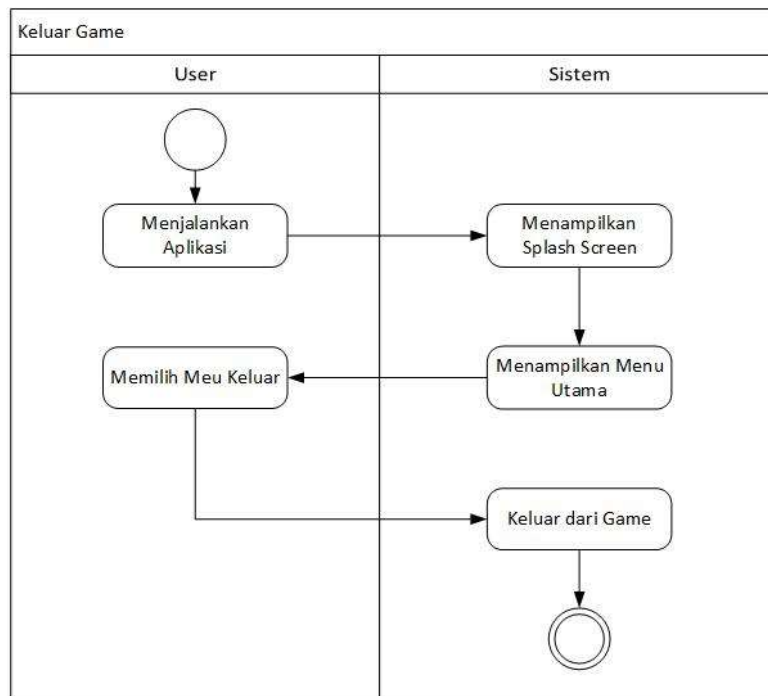 Keluar Game
User
Sistem
Menjalankan
Aplikasi
Menampilkan
Splash Screen
Menampilkan Menu
Utama
Memilih Meu Keluar
Keluar dari Game